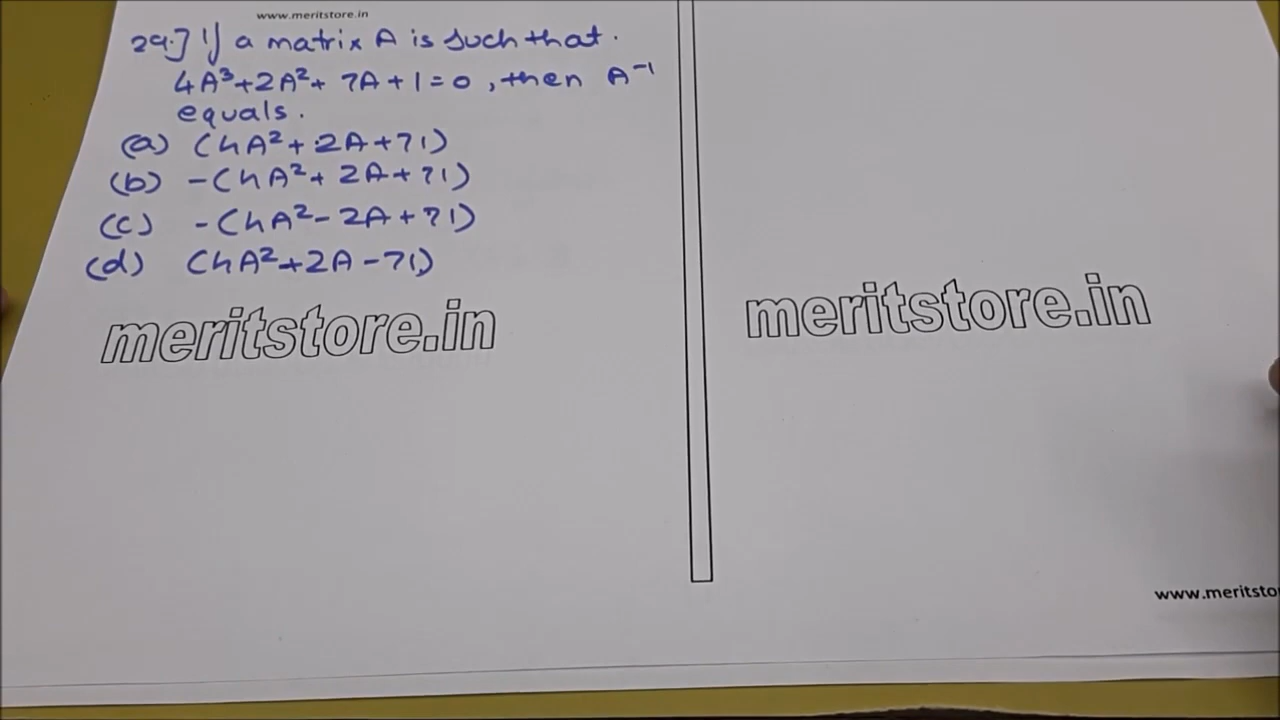 www.meritstore.in
29.] If a matrix A is such that.
4A³+2A²+ 7A+I=0, then A⁻¹
equals.
(a) (4A²+2A+7I)
(b) -(4A²+ 2A+7I)
(c) -(4A²-2A+7I)
(d) (4A²+2A-7I)
meritstore.in
meritstore.in
www.meritsto